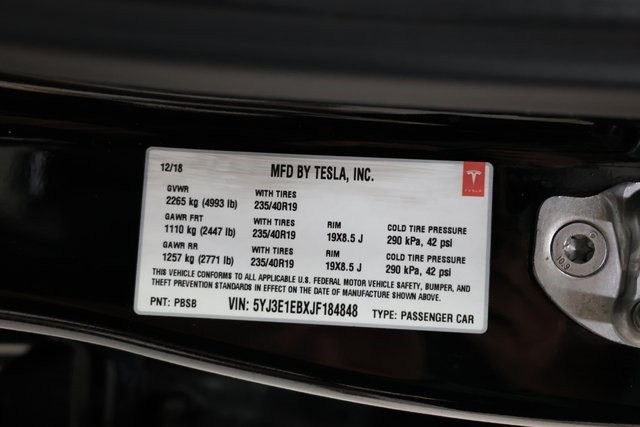 12/18 MFD BY TESLA, INC.
GVWR WITH TIRES
2265 kg (4993 lb) 235/40R19
GAWR FRT WITH TIRES RIM COLD TIRE PRESSURE
1110 kg (2447 lb) 235/40R19 19X8.5 J 290 kPa, 42 psi
GAWR RR WITH TIRES RIM COLD TIRE PRESSURE
1257 kg (2771 lb) 235/40R19 19X8.5 J 290 kPa, 42 psi
THIS VEHICLE CONFORMS TO ALL APPLICABLE U.S. FEDERAL MOTOR VEHICLE SAFETY, BUMPER, AND
THEFT PREVENTION STANDARDS IN EFFECT ON THE DATE OF MANUFACTURE SHOWN ABOVE.
PNT: PBSB VIN: 5YJ3E1EBXJF184848 TYPE: PASSENGER CAR
TESLA
10.9